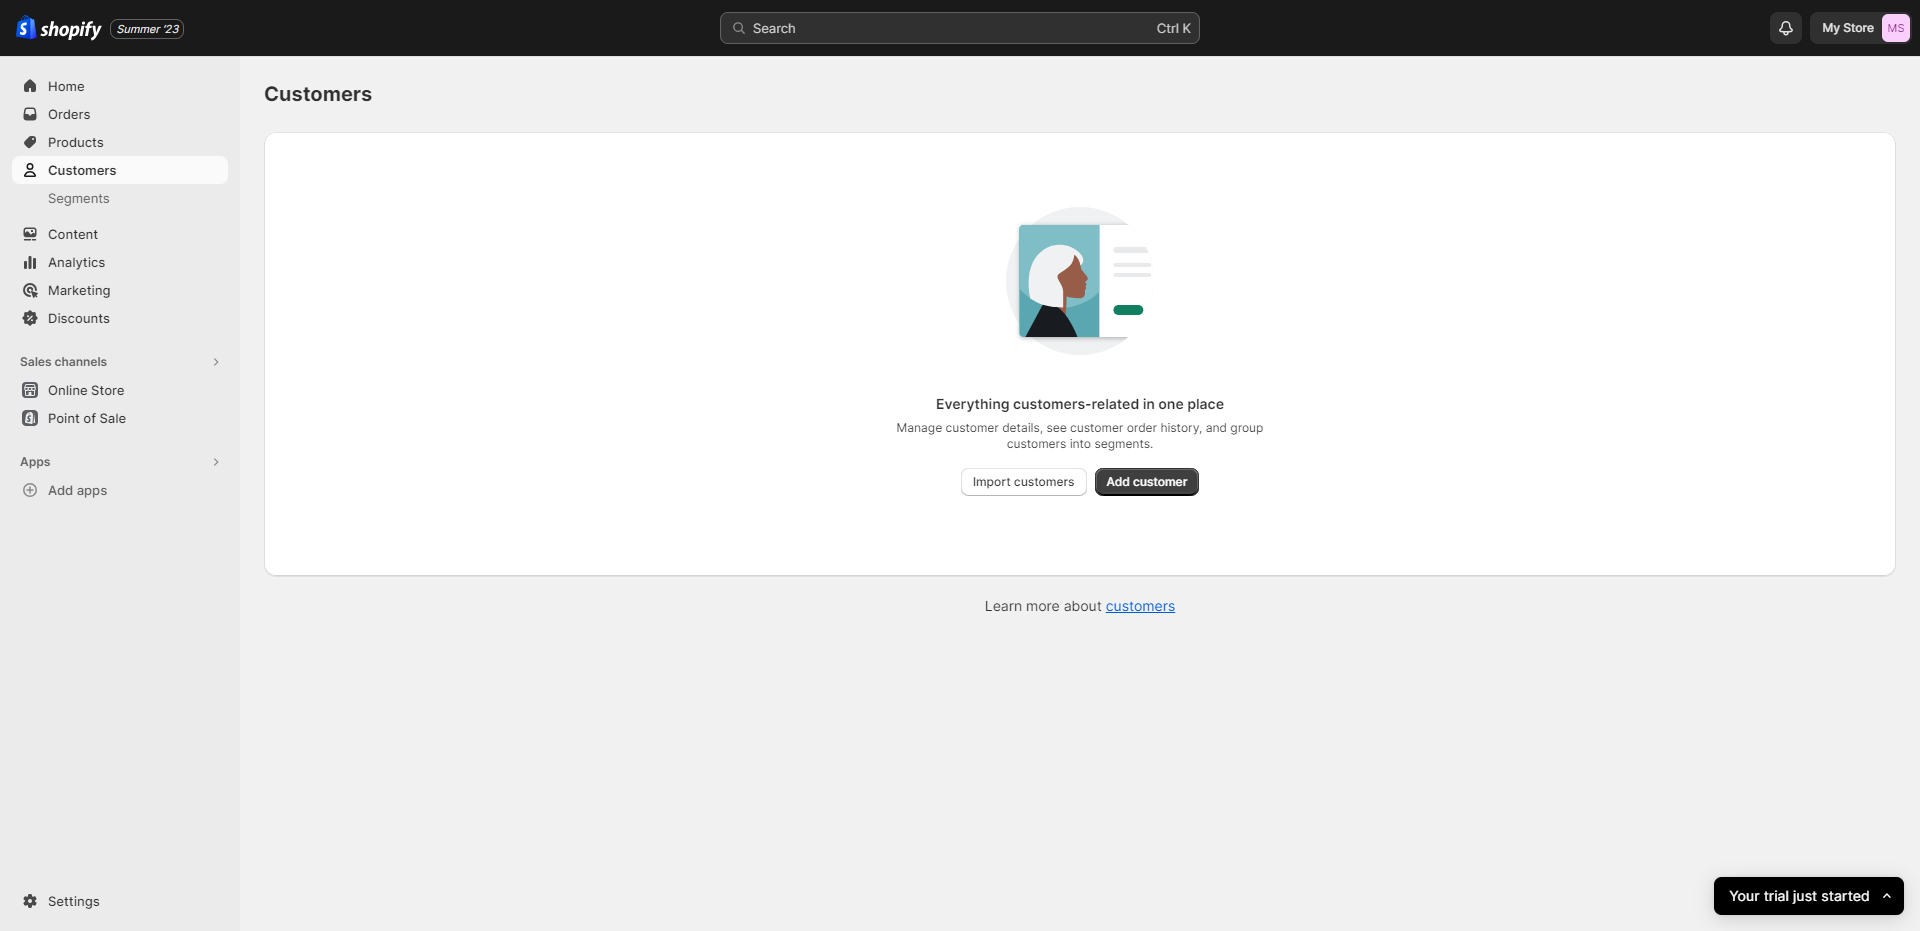 shopify Summer '23
Search Ctrl K
My Store MS
Home
Orders
Products
Customers
Segments
Content
Analytics
Marketing
Discounts
Sales channels
Online Store
Point of Sale
Apps
Add apps
Settings
Customers
Everything customers-related in one place
Manage customer details, see customer order history, and group
customers into segments.
Import customers Add customer
Learn more about customers
Your trial just started